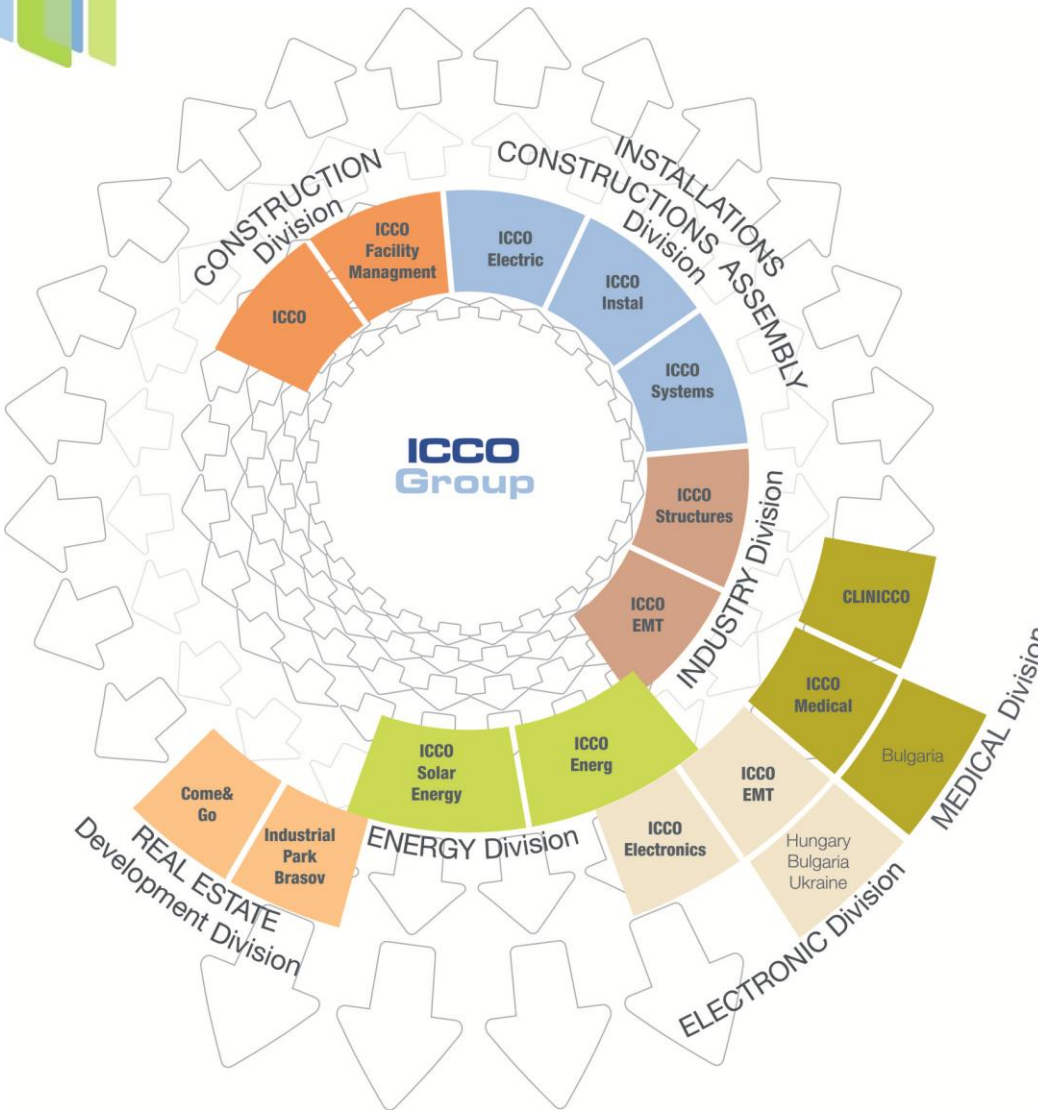 ICCO
Group
CONSTRUCTION
Division
ICCO
ICCO
Facility
Managment
INSTALLATIONS
CONSTRUCTIONS ASSEMBLY
Division
ICCO
Electric
ICCO
Instal
ICCO
Systems
INDUSTRY Division
ICCO
Structures
ICCO
EMT
MEDICAL Division
CLINICCO
ICCO
Medical
Bulgaria
ELECTRONIC Division
ICCO
EMT
Hungary
Bulgaria
Ukraine
ICCO
Electronics
ENERGY Division
ICCO
Energ
ICCO
Solar
Energy
REAL ESTATE
Development Division
Industrial
Park
Brasov
Come&
Go